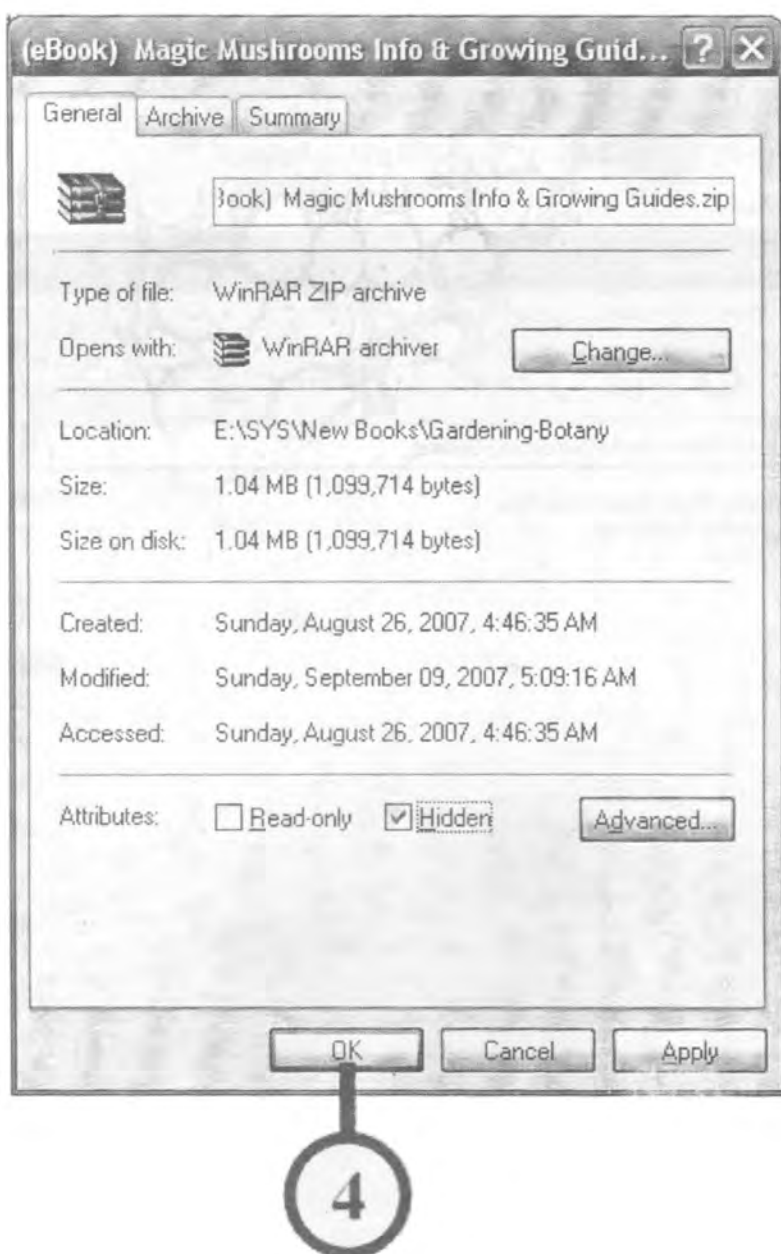 (eBook) Magic Mushrooms Info & Growing Guid... ? X
General Archive Summary
Book) Magic Mushrooms Info & Growing Guides.zip
Type of file: WinRAR ZIP archive
Opens with: WinRAR archiver Change...
Location: E:\SYS\New Books\Gardening-Botany
Size: 1.04 MB (1,099,714 bytes)
Size on disk: 1.04 MB (1,099,714 bytes)
Created: Sunday, August 26, 2007, 4:46:35 AM
Modified: Sunday, September 09, 2007, 5:09:16 AM
Accessed: Sunday, August 26, 2007, 4:46:35 AM
Attributes: Read-only Hidden Advanced...
OK Cancel Apply
4